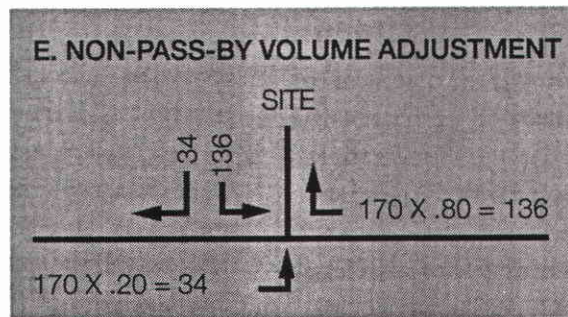 E. NON-PASS-BY VOLUME ADJUSTMENT
SITE
34
136
170 X .80 = 136
170 X .20 = 34